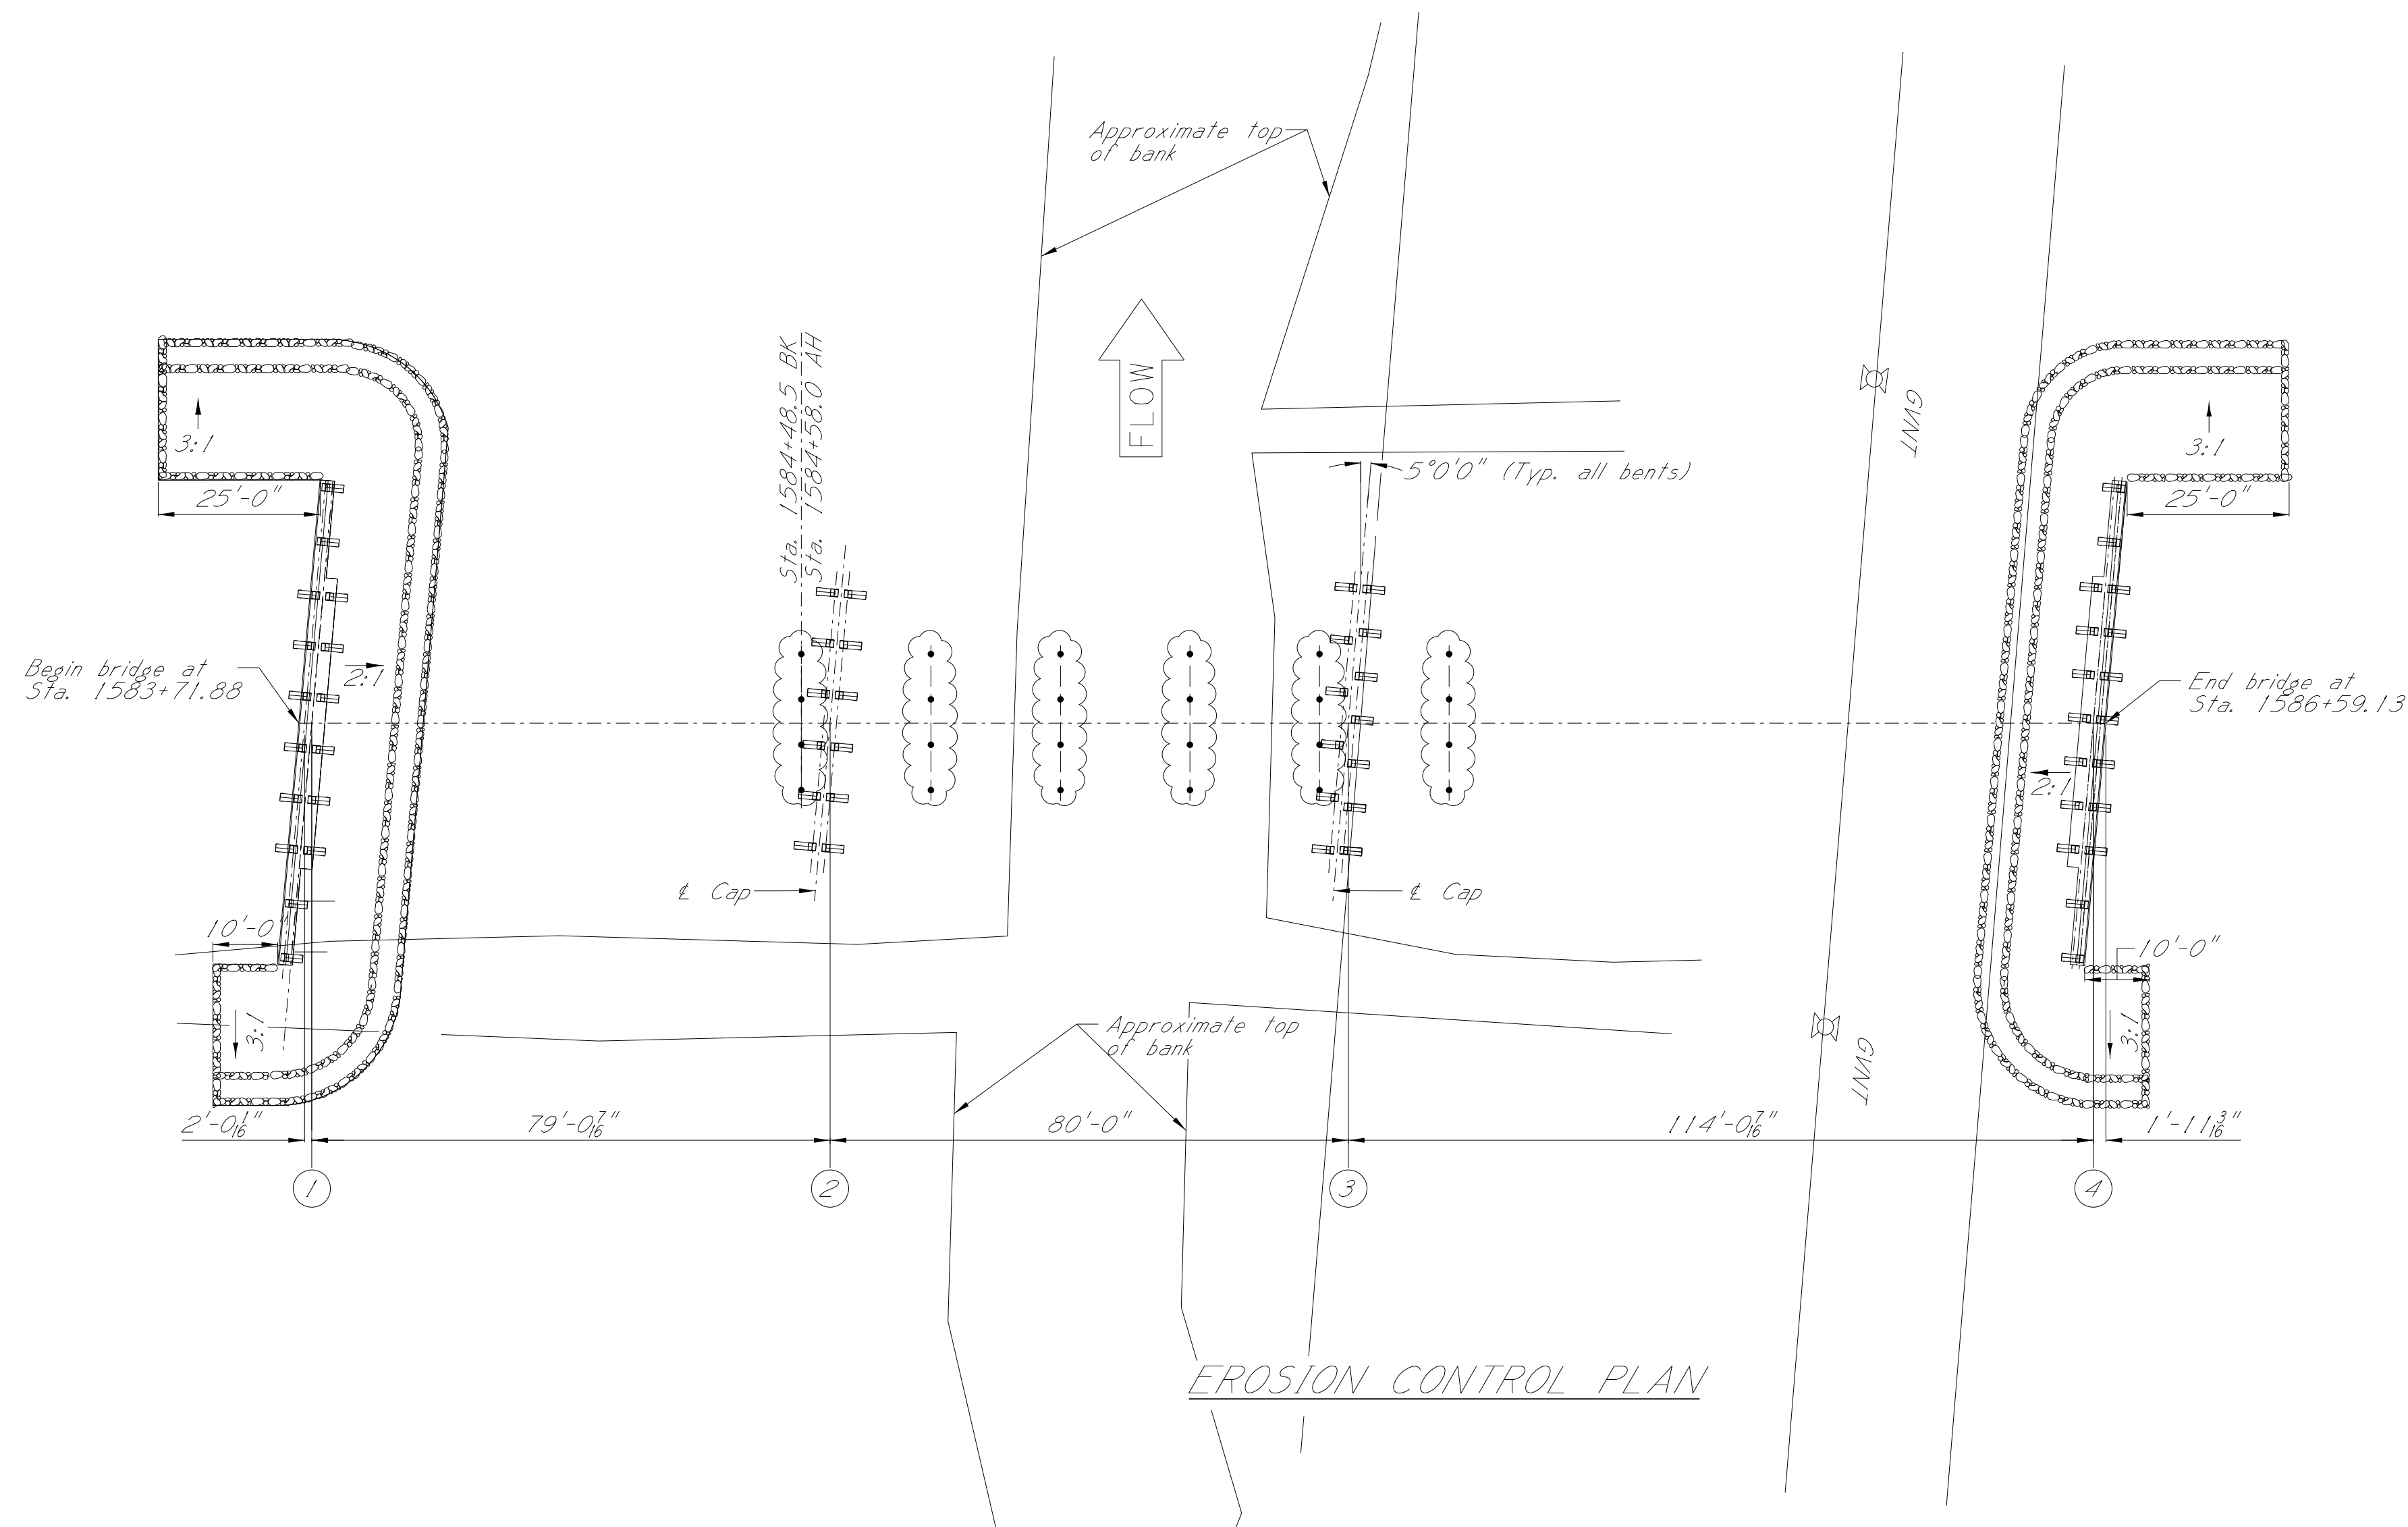 Approximate top
of bank
FLOW
Sta. 1584+48.5 BK
Sta. 1584+58.0 AH
GVNT
3:1
25'-0"
5°0'0" (Typ. all bents)
3:1
25'-0"
Begin bridge at
Sta. 1583+71.88
2:1
End bridge at
Sta. 1586+59.13
2:1
℄ Cap
℄ Cap
10'-0"
10'-0"
3:1
Approximate top
of bank
GVNT
3:1
2'-0 1/16"
79'-0 7/16"
80'-0"
114'-0 7/16"
1'-11 3/16"
1
2
3
4
EROSION CONTROL PLAN